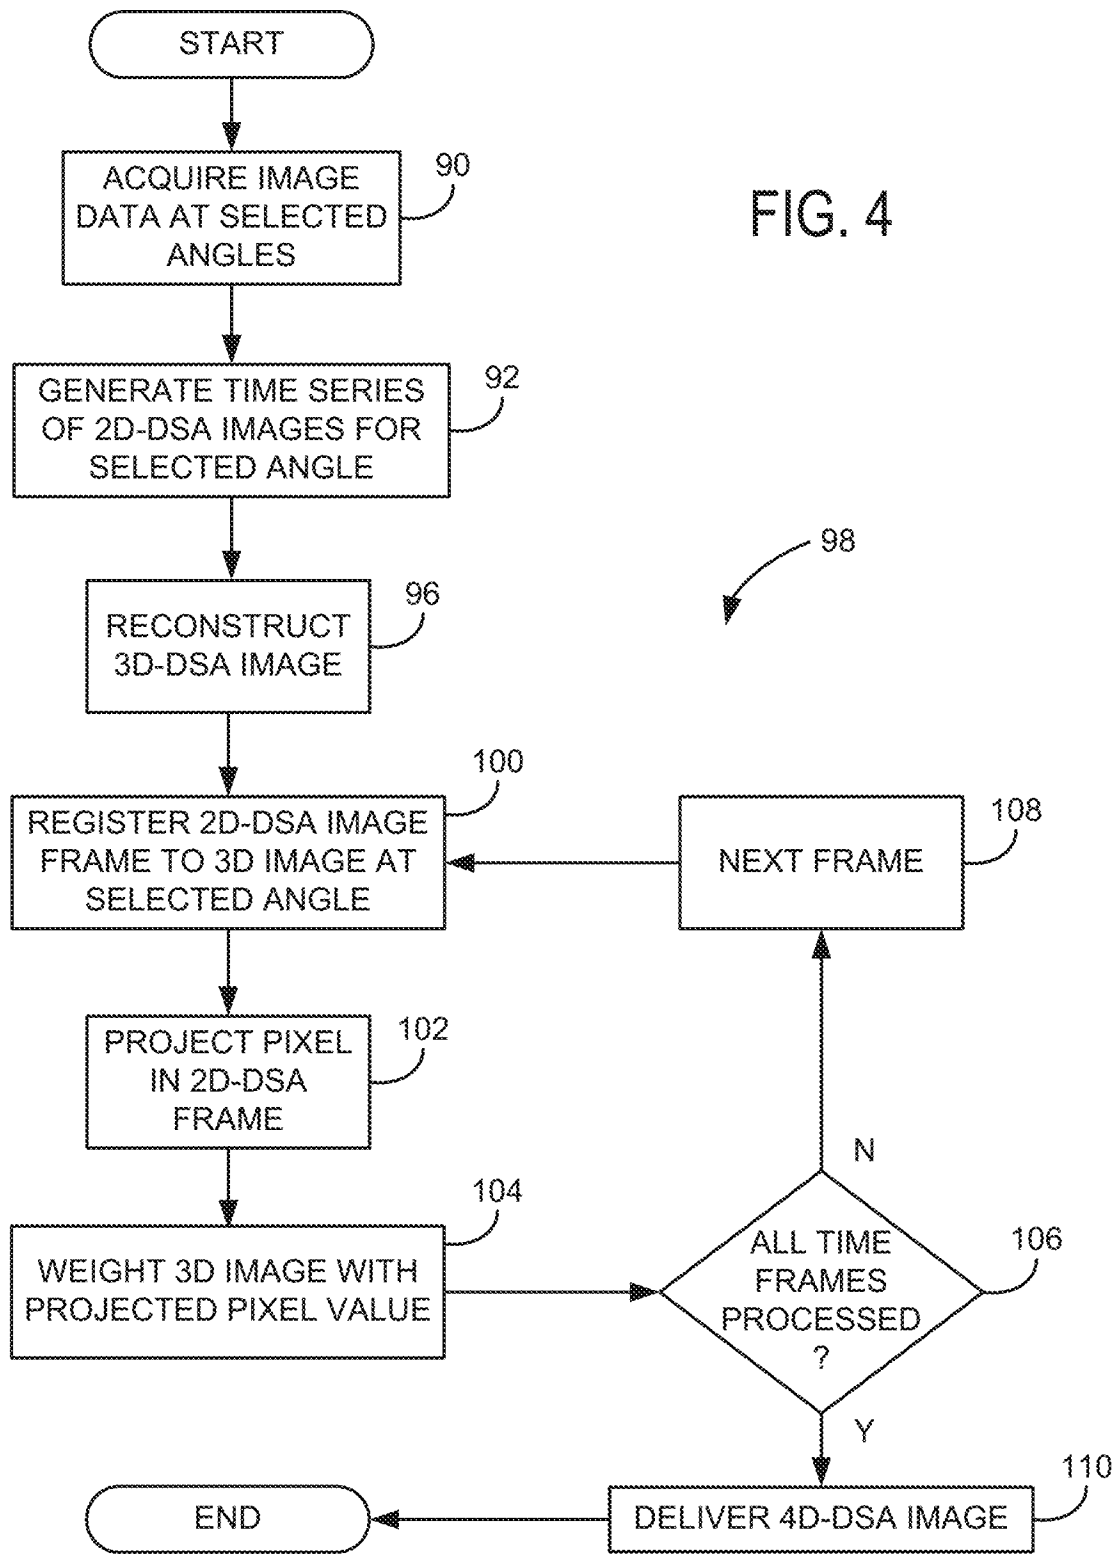 START
90
ACQUIRE IMAGE
DATA AT SELECTED
ANGLES
FIG. 4
92
GENERATE TIME SERIES
OF 2D-DSA IMAGES FOR
SELECTED ANGLE
98
96
RECONSTRUCT
3D-DSA IMAGE
100
REGISTER 2D-DSA IMAGE
FRAME TO 3D IMAGE AT
SELECTED ANGLE
108
NEXT FRAME
102
PROJECT PIXEL
IN 2D-DSA
FRAME
N
104
WEIGHT 3D IMAGE WITH
PROJECTED PIXEL VALUE
106
ALL TIME
FRAMES
PROCESSED
?
Y
110
DELIVER 4D-DSA IMAGE
END